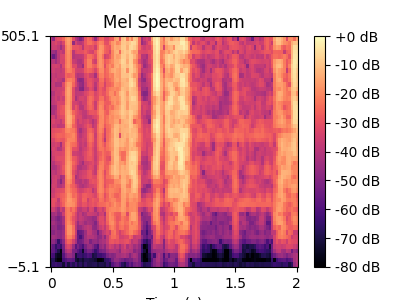 Mel Spectrogram
505.1
−5.1
0
0.5
1
1.5
2
+0 dB
-10 dB
-20 dB
-30 dB
-40 dB
-50 dB
-60 dB
-70 dB
-80 dB